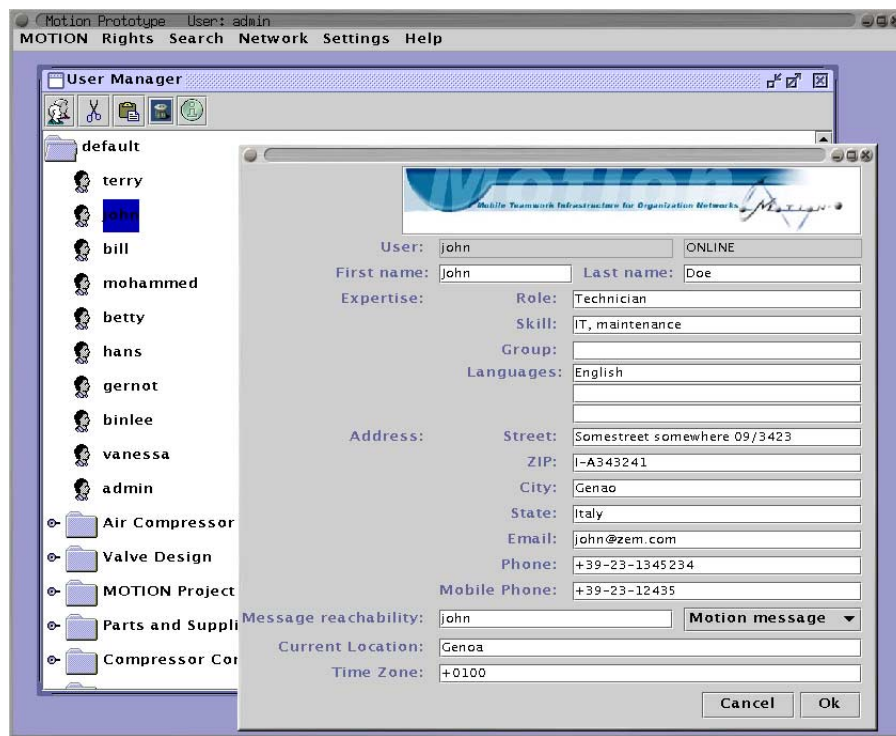 Motion Prototype User: admin
MOTION Rights Search Network Settings Help
User Manager
default
terry
john
bill
mohammed
betty
hans
gernot
binlee
vanessa
admin
Air Compressor
Valve Design
MOTION Project
Parts and Suppli
Compressor Cor
Motion
Mobile Teamwork Infrastructure for Organization Networks
Motion
User: john ONLINE
First name: John Last name: Doe
Expertise: Role: Technician
Skill: IT, maintenance
Group:
Languages: English
Address: Street: Somestreet somewhere 09/3423
ZIP: I-A343241
City: Genao
State: Italy
Email: john@zem.com
Phone: +39-23-1345234
Mobile Phone: +39-23-12435
Message reachability: john Motion message
Current Location: Genoa
Time Zone: +0100
Cancel Ok